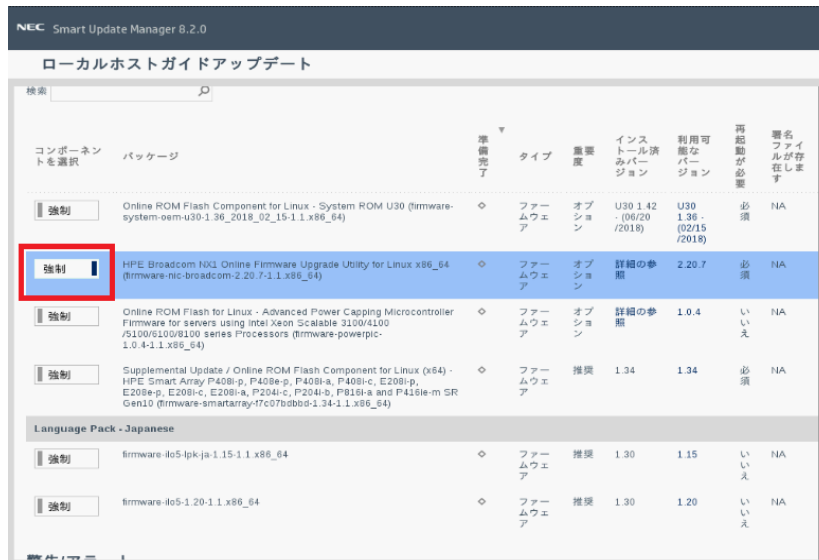 NEC Smart Update Manager 8.2.0
ローカルホストガイドアップデート
検索
コンポーネン
トを選択
パッケージ
準
備
完
了
タイプ
重要
度
インス
トール済
みバー
ジョン
利用可
能な
バー
ジョン
再
起
動
が
必
要
署名
ファイ
ルが存
在しま
す
強制
Online ROM Flash Component for Linux - System ROM U30 (firmware-
system-oem-u30-1.36_2018_02_15-1.1.x86_64)
ファー
ムウェ
ア
オプ
ショ
ン
U30 1.42
- (06/20
/2018)
U30
1.36 -
(02/15
/2018)
必
須
NA
強制
HPE Broadcom NX1 Online Firmware Upgrade Utility for Linux x86_64
(firmware-nic-broadcom-2.20.7-1.1.x86_64)
ファー
ムウェ
ア
オプ
ショ
ン
詳細の参
照
2.20.7
必
須
NA
強制
Online ROM Flash for Linux - Advanced Power Capping Microcontroller
Firmware for servers using Intel Xeon Scalable 3100/4100
/5100/6100/8100 series Processors (firmware-powerpic-
1.0.4-1.1.x86_64)
ファー
ムウェ
ア
オプ
ショ
ン
詳細の参
照
1.0.4
い
い
え
NA
強制
Supplemental Update / Online ROM Flash Component for Linux (x64) -
HPE Smart Array P408i-p, P408e-p, P408i-a, P408i-c, E208i-p,
E208e-p, E208i-c, E208i-a, P204i-c, P204i-b, P816i-a and P416ie-m SR
Gen10 (firmware-smartarray-f7c07bdbbd-1.34-1.1.x86_64)
ファー
ムウェ
ア
推奨
1.34
1.34
必
須
NA
Language Pack - Japanese
強制
firmware-ilo5-lpk-ja-1.15-1.1.x86_64
ファー
ムウェ
ア
推奨
1.30
1.15
い
い
え
NA
強制
firmware-ilo5-1.20-1.1.x86_64
ファー
ムウェ
ア
推奨
1.30
1.20
い
い
え
NA